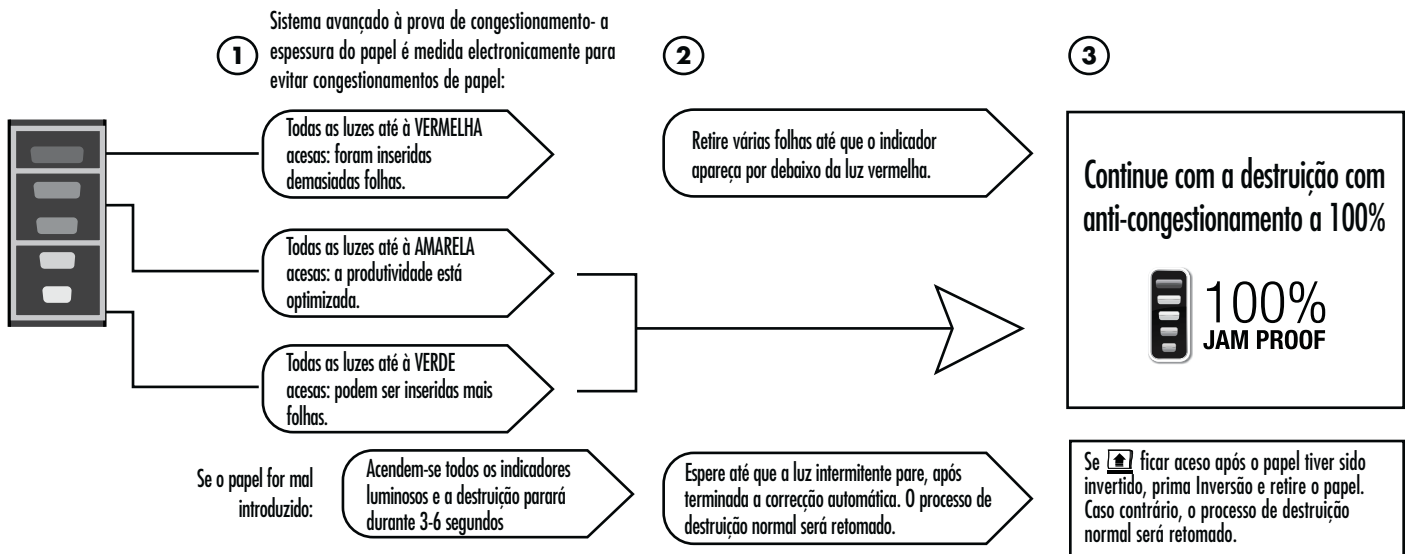 1
Sistema avançado à prova de congestionamento- a
espessura do papel é medida electronicamente para
evitar congestionamentos de papel:
2
3
Todas as luzes até à VERMELHA
acesas: foram inseridas
demasiadas folhas.
Retire várias folhas até que o indicador
apareça por debaixo da luz vermelha.
Todas as luzes até à AMARELA
acesas: a produtividade está
optimizada.
Todas as luzes até à VERDE
acesas: podem ser inseridas mais
folhas.
Continue com a destruição com
anti-congestionamento a 100%
100%
JAM PROOF
Se o papel for mal
introduzido:
Acendem-se todos os indicadores
luminosos e a destruição parará
durante 3-6 segundos
Espere até que a luz intermitente pare, após
terminada a correcção automática. O processo de
destruição normal será retomado.
Se ficar aceso após o papel tiver sido
invertido, prima Inversão e retire o papel.
Caso contrário, o processo de destruição
normal será retomado.